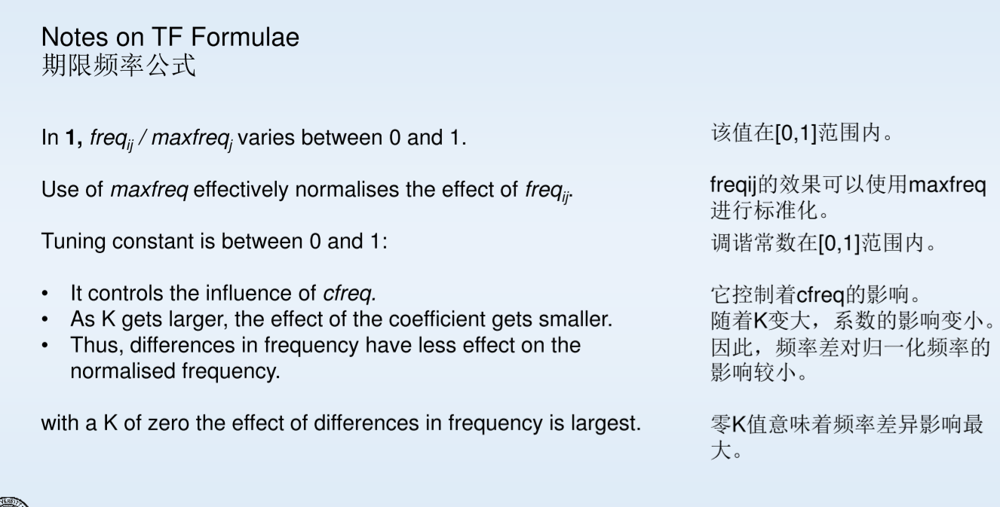 Notes on TF Formulae
期限频率公式
In 1, freqij / maxfreqj varies between 0 and 1.
Use of maxfreq effectively normalises the effect of freqij.
Tuning constant is between 0 and 1:
• It controls the influence of cfreq.
• As K gets larger, the effect of the coefficient gets smaller.
• Thus, differences in frequency have less effect on the
normalised frequency.
with a K of zero the effect of differences in frequency is largest.
该值在[0,1]范围内。
freqij的效果可以使用maxfreq
进行标准化。
调谐常数在[0,1]范围内。
它控制着cfreq的影响。
随着K变大，系数的影响变小。
因此，频率差对归一化频率的
影响较小。
零K值意味着频率差异影响最
大。